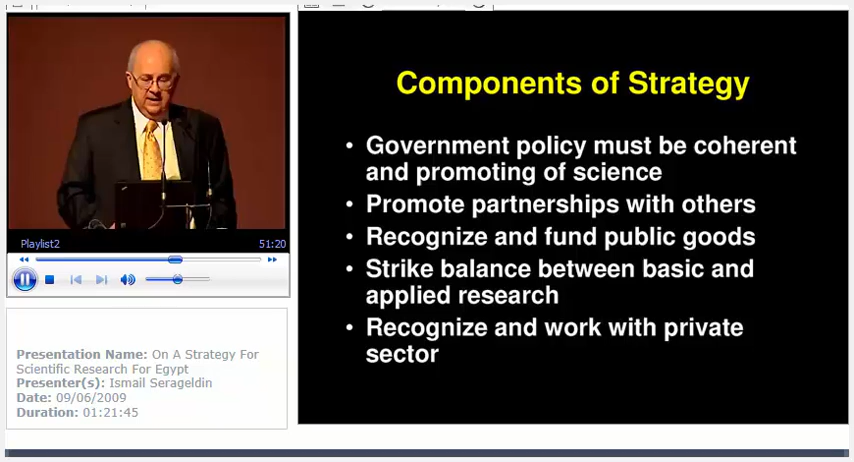 Playlist2 51:20
Presentation Name: On A Strategy For
Scientific Research For Egypt
Presenter(s): Ismail Serageldin
Date: 09/06/2009
Duration: 01:21:45
Components of Strategy
• Government policy must be coherent
and promoting of science
• Promote partnerships with others
• Recognize and fund public goods
• Strike balance between basic and
applied research
• Recognize and work with private
sector